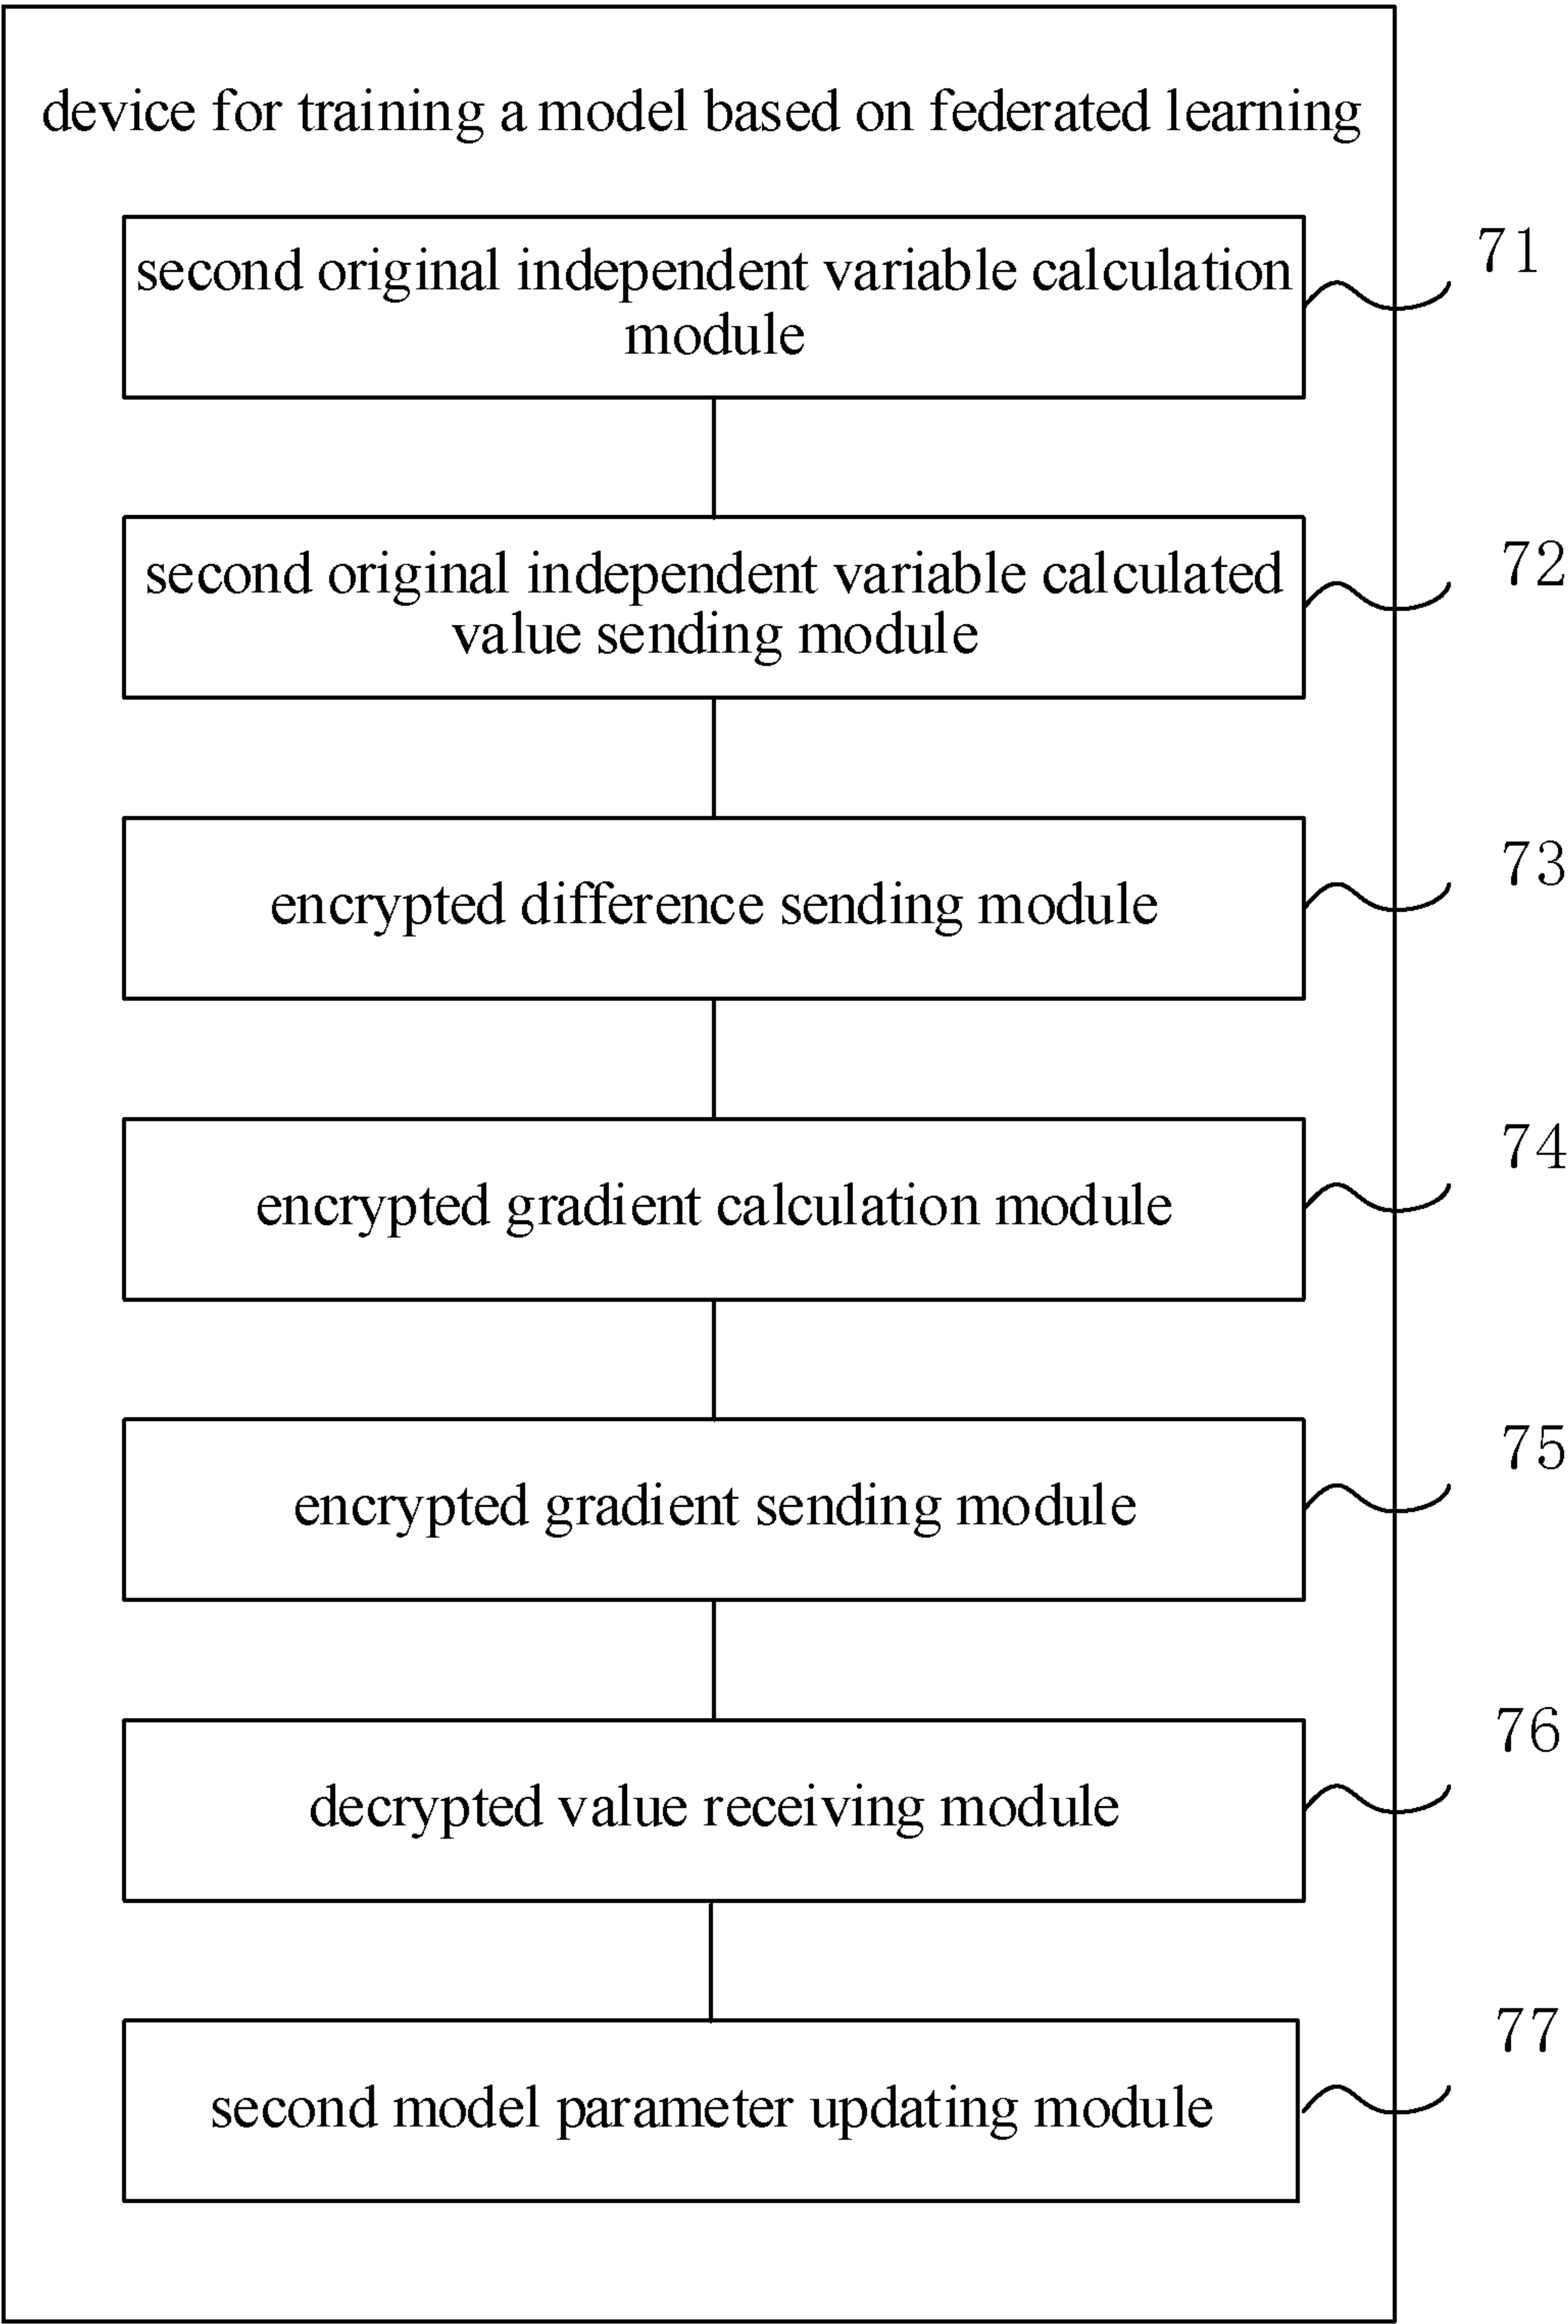 device for training a model based on federated learning
second original independent variable calculation
module
71
second original independent variable calculated
value sending module
72
encrypted difference sending module
73
encrypted gradient calculation module
74
encrypted gradient sending module
75
decrypted value receiving module
76
second model parameter updating module
77